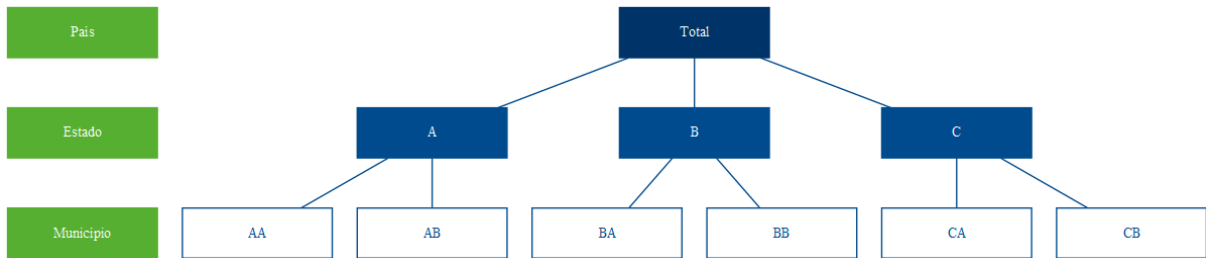 Pais
Total
Estado
A
B
C
Municipio
AA
AB
BA
BB
CA
CB